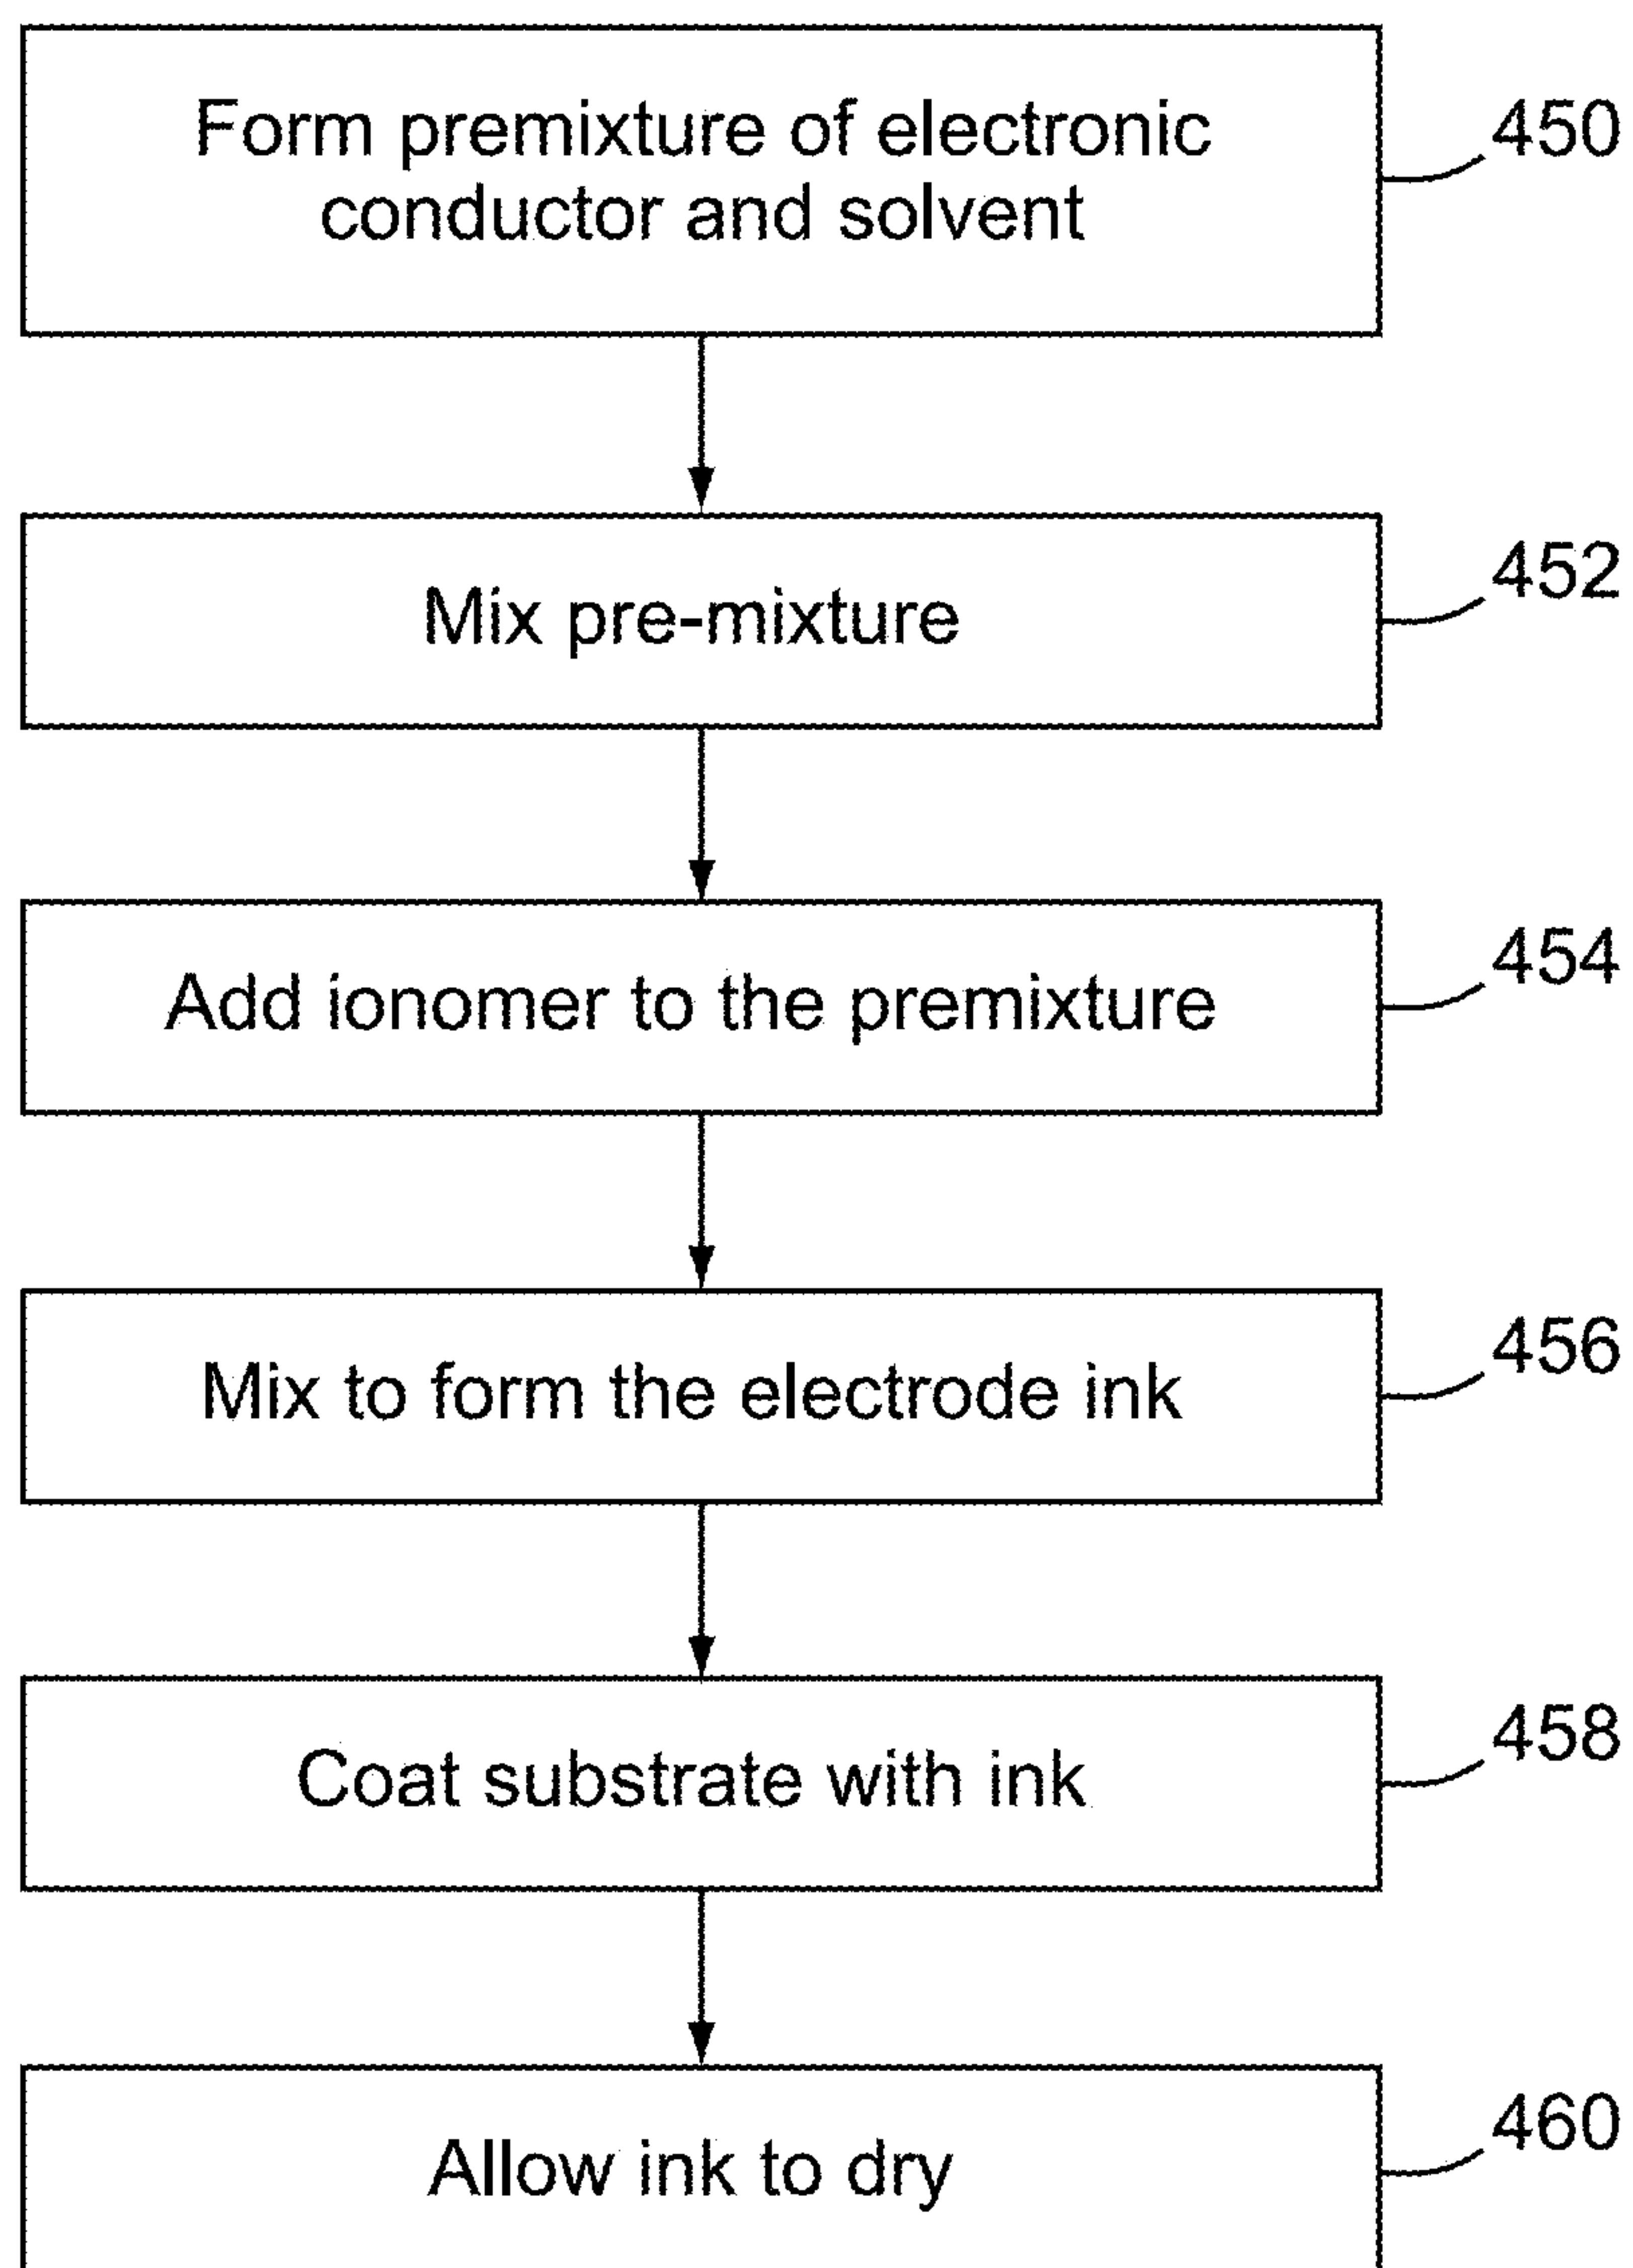 Form premixture of electronic
conductor and solvent
450
Mix pre-mixture
452
Add ionomer to the premixture
454
Mix to form the electrode ink
456
Coat substrate with ink
458
Allow ink to dry
460